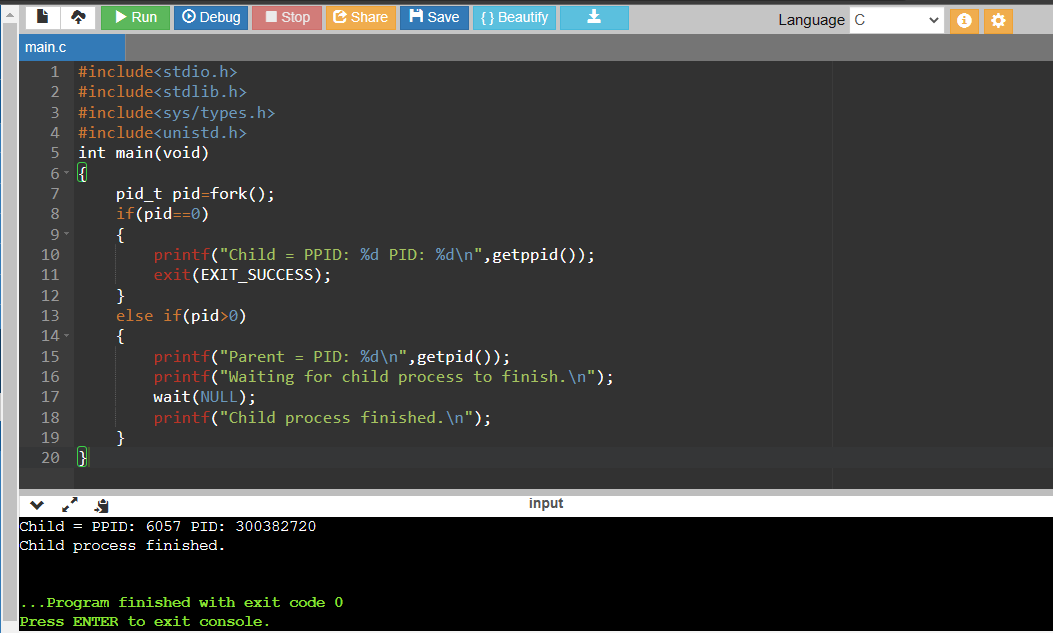 Run Debug Stop Share Save { } Beautify Language C
main.c
1 #include<stdio.h>
2 #include<stdlib.h>
3 #include<sys/types.h>
4 #include<unistd.h>
5 int main(void)
6 {
7 pid_t pid=fork();
8 if(pid==0)
9 {
10 printf("Child = PPID: %d PID: %d\n",getppid());
11 exit(EXIT_SUCCESS);
12 }
13 else if(pid>0)
14 {
15 printf("Parent = PID: %d\n",getpid());
16 printf("Waiting for child process to finish.\n");
17 wait(NULL);
18 printf("Child process finished.\n");
19 }
20 }
input
Child = PPID: 6057 PID: 300382720
Child process finished.
...Program finished with exit code 0
Press ENTER to exit console.